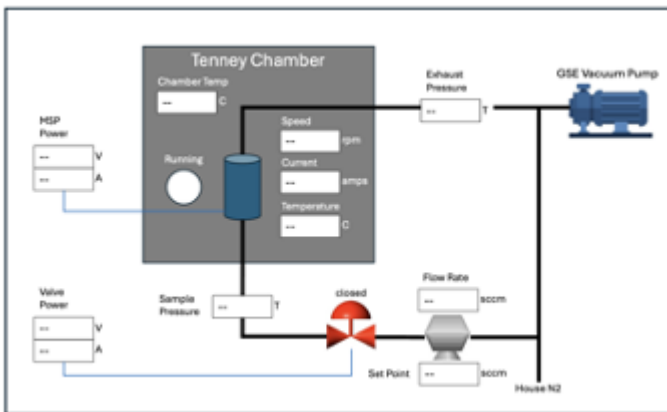 Tenney Chamber
Chamber Temp
-- C
Exhaust
Pressure
-- T
GSE Vacuum Pump
MSP
Power
-- V
-- A
Running
Speed
-- rpm
Current
-- amps
Temperature
-- C
Sample
Pressure
-- T
closed
Flow Rate
-- sccm
Valve
Power
-- V
-- A
Set Point
-- sccm
House N2